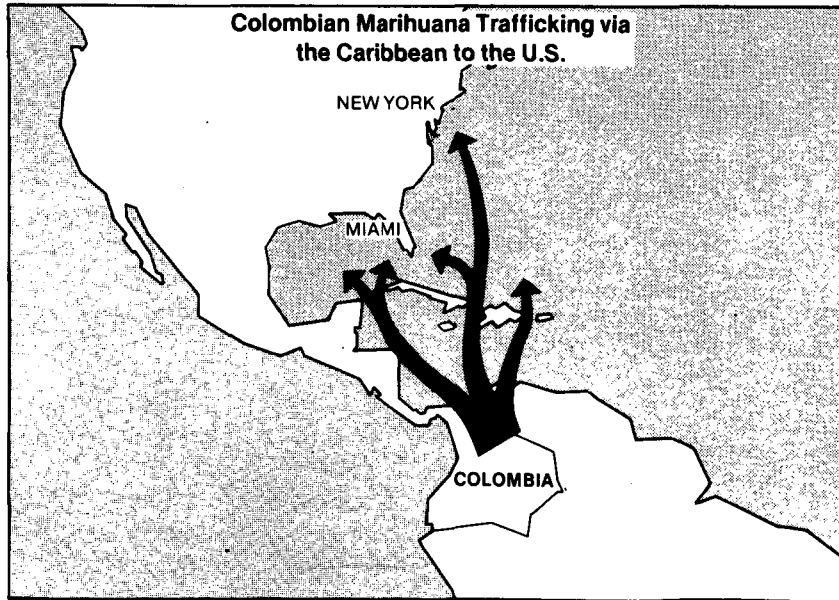 Colombian Marihuana Trafficking via
the Caribbean to the U.S.
NEW YORK
MIAMI
COLOMBIA